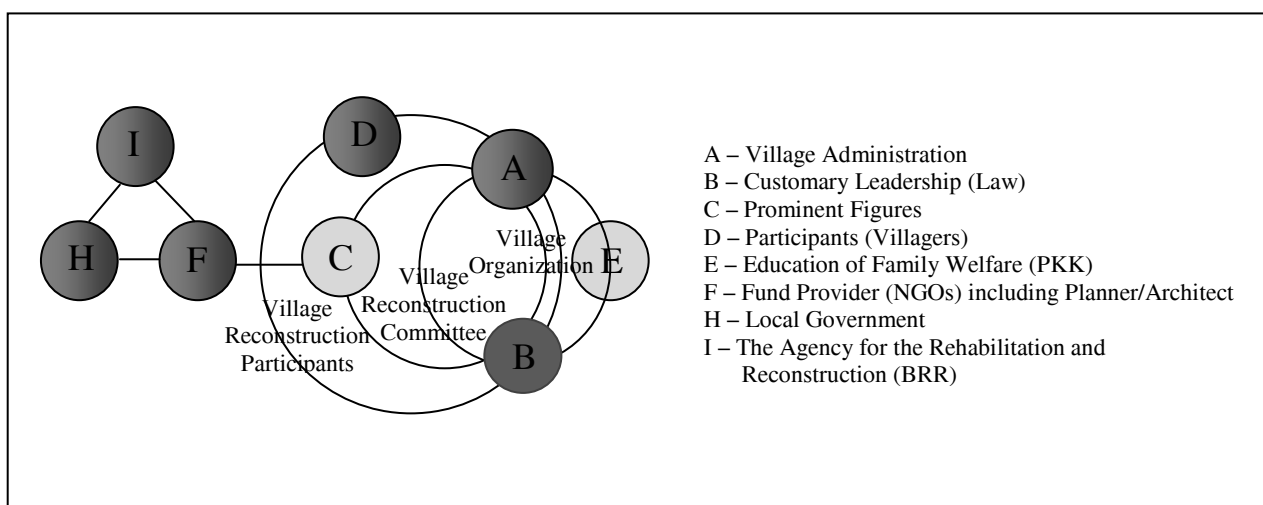 I
D
A
H
F
C
E
B
Village
Organization
Village
Reconstruction
Committee
Village
Reconstruction
Participants
A – Village Administration
B – Customary Leadership (Law)
C – Prominent Figures
D – Participants (Villagers)
E – Education of Family Welfare (PKK)
F – Fund Provider (NGOs) including Planner/Architect
H – Local Government
I – The Agency for the Rehabilitation and
Reconstruction (BRR)